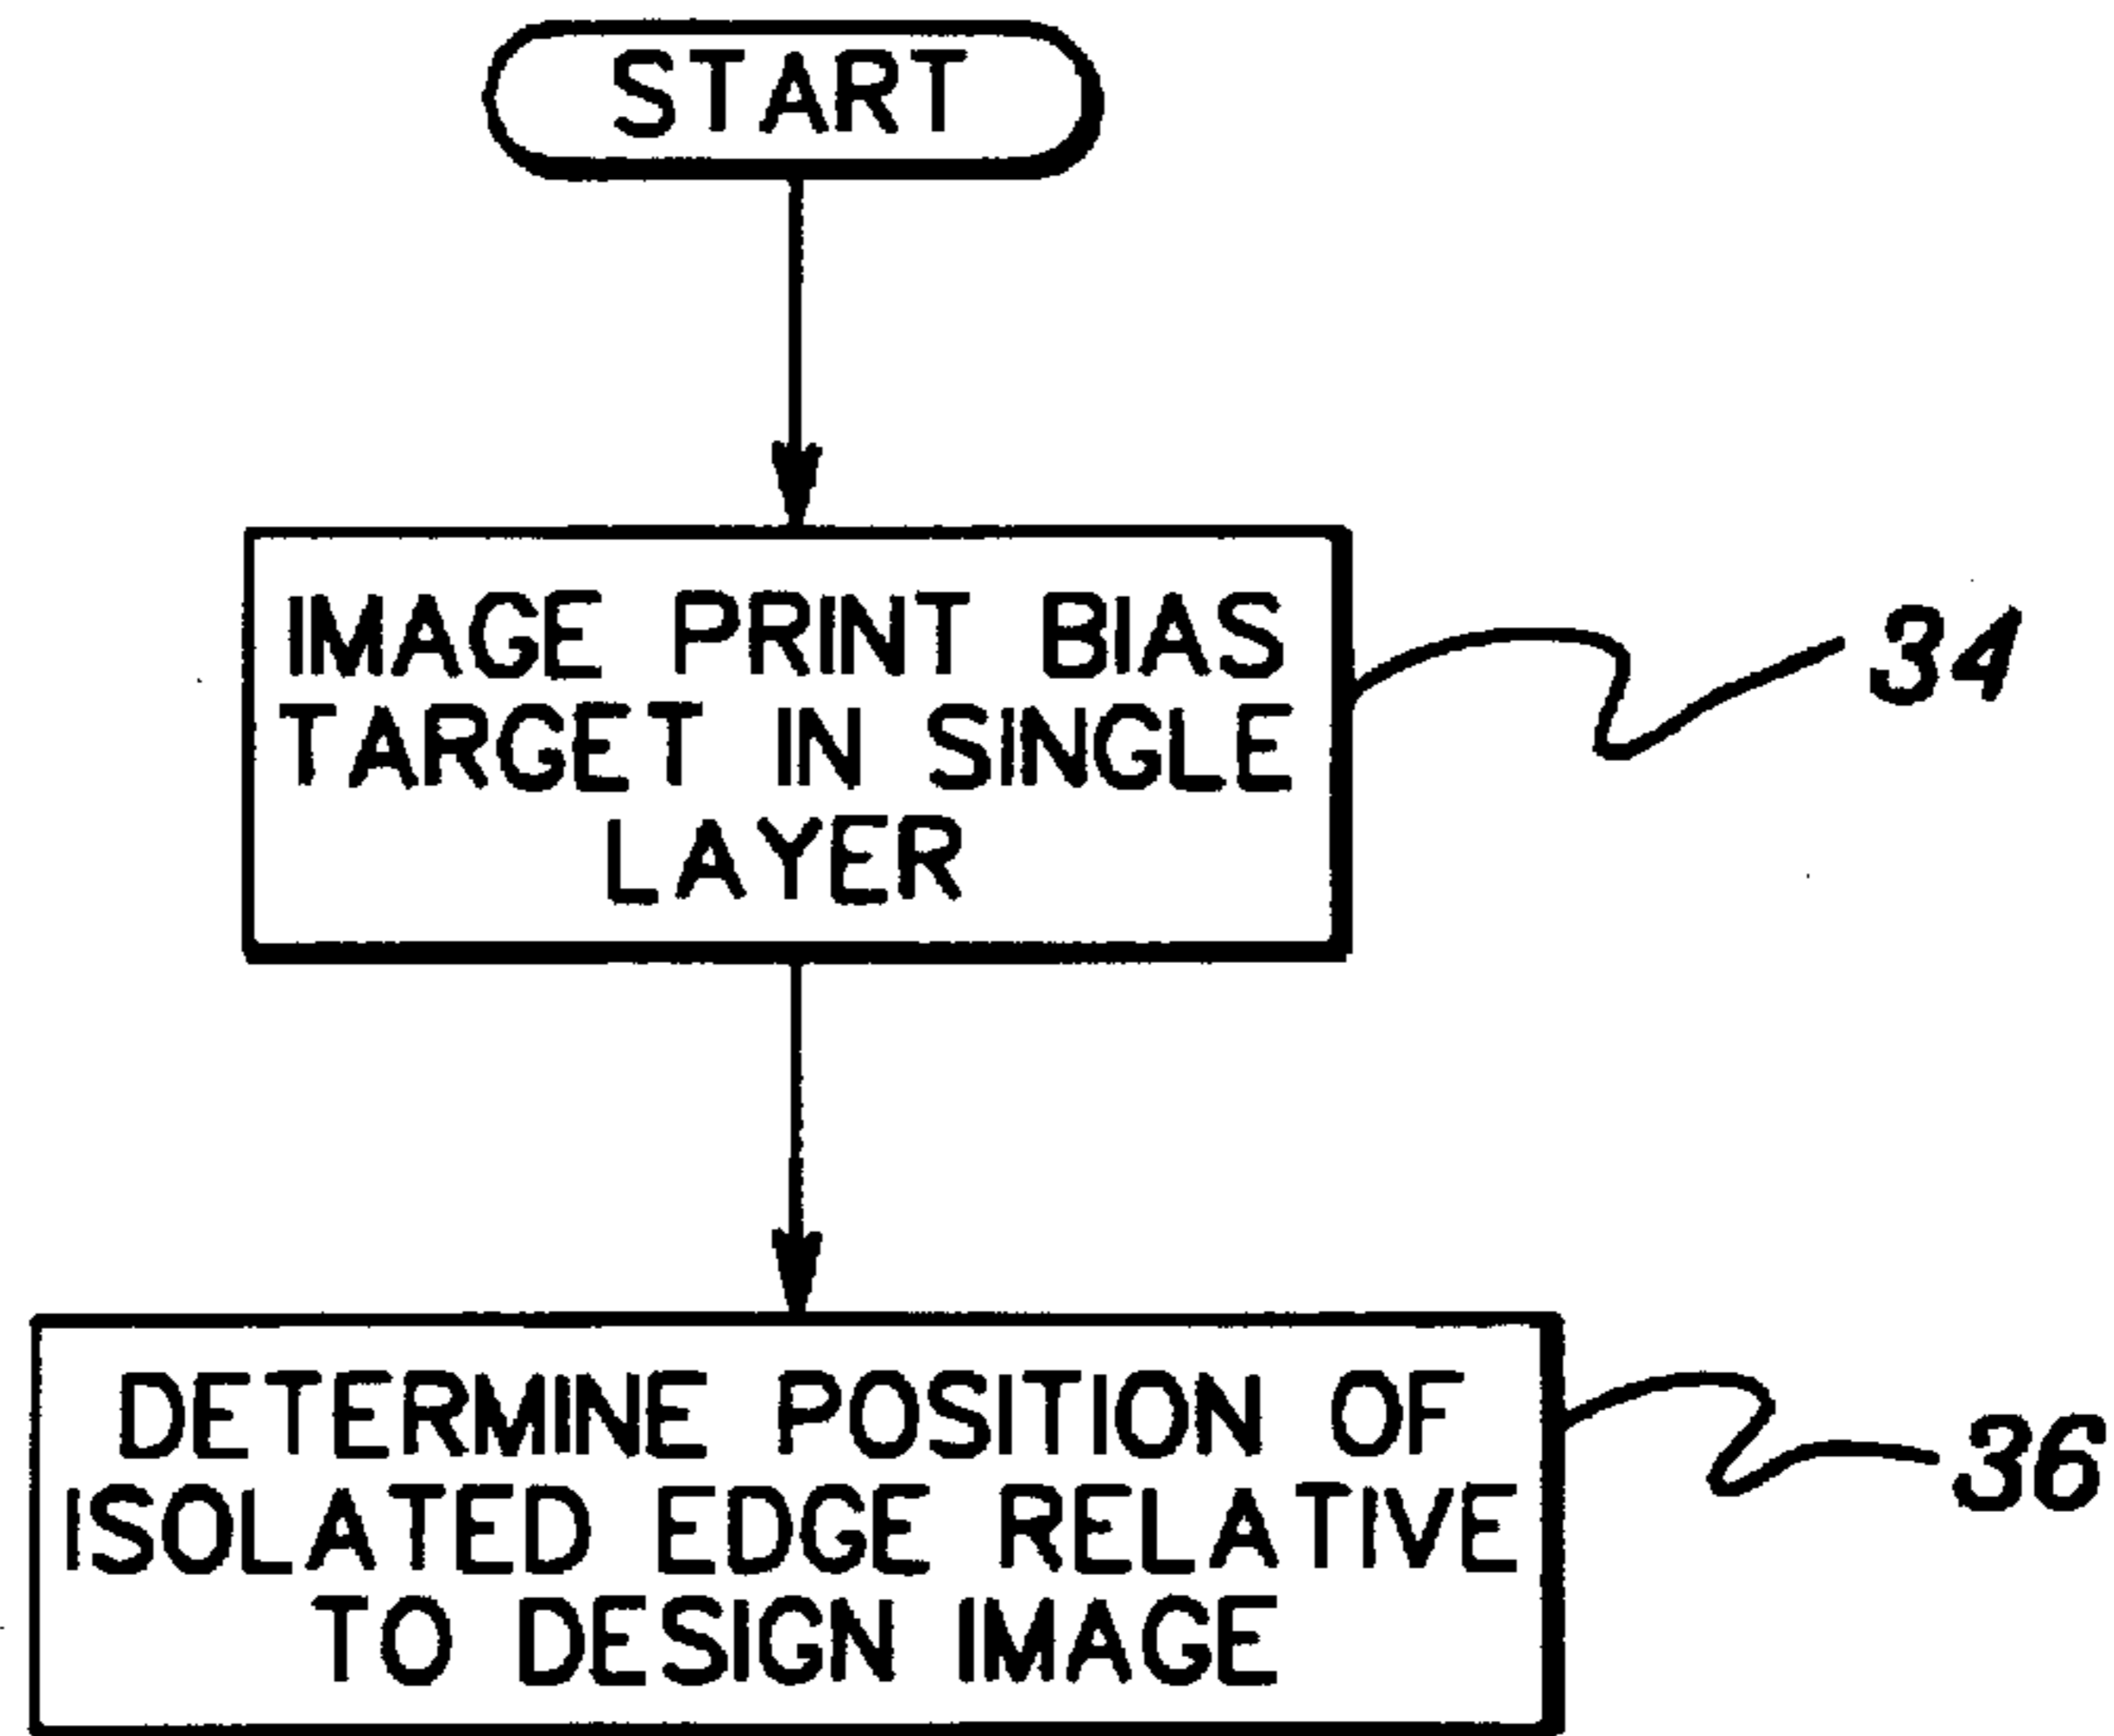 START
IMAGE PRINT BIAS
TARGET IN SINGLE
LAYER
34
DETERMINE POSITION OF
ISOLATED EDGE RELATIVE
TO DESIGN IMAGE
36